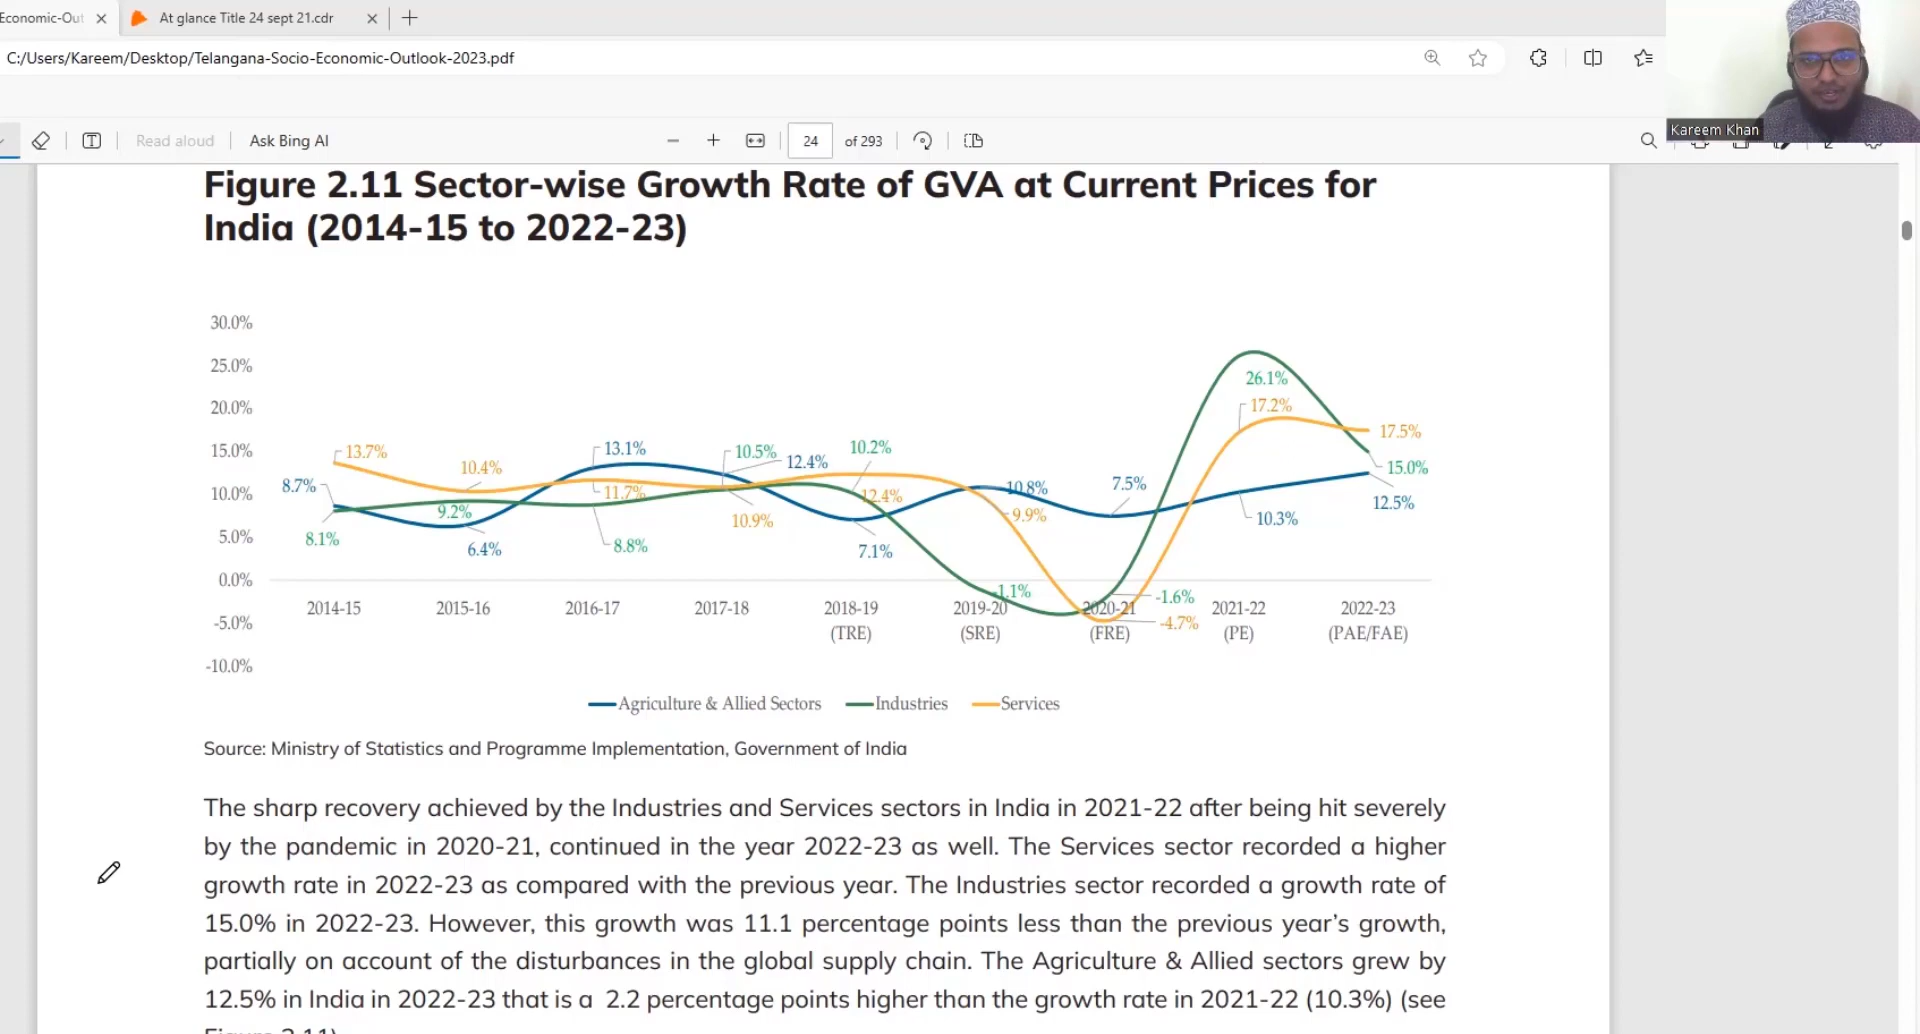 Economic-Out
At glance Title 24 sept 21.cdr
C:/Users/Kareem/Desktop/Telangana-Socio-Economic-Outlook-2023.pdf
Kareem Khan
Read aloud
Ask Bing AI
24 of 293
Figure 2.11 Sector-wise Growth Rate of GVA at Current Prices for
India (2014-15 to 2022-23)
30.0%
25.0%
20.0%
15.0%
10.0%
5.0%
0.0%
-5.0%
-10.0%
8.7%
6.4%
13.1%
12.4%
7.1%
10.8%
7.5%
10.3%
12.5%
8.1%
9.2%
8.8%
10.5%
10.2%
-1.1%
-1.6%
26.1%
15.0%
13.7%
10.4%
11.7%
10.9%
12.4%
9.9%
-4.7%
17.2%
17.5%
2014-15
2015-16
2016-17
2017-18
2018-19
(TRE)
2019-20
(SRE)
2020-21
(FRE)
2021-22
(PE)
2022-23
(PAE/FAE)
Agriculture & Allied Sectors Industries Services
Source: Ministry of Statistics and Programme Implementation, Government of India
The sharp recovery achieved by the Industries and Services sectors in India in 2021-22 after being hit severely
by the pandemic in 2020-21, continued in the year 2022-23 as well. The Services sector recorded a higher
growth rate in 2022-23 as compared with the previous year. The Industries sector recorded a growth rate of
15.0% in 2022-23. However, this growth was 11.1 percentage points less than the previous year’s growth,
partially on account of the disturbances in the global supply chain. The Agriculture & Allied sectors grew by
12.5% in India in 2022-23 that is a 2.2 percentage points higher than the growth rate in 2021-22 (10.3%) (see
Figure 2.11)